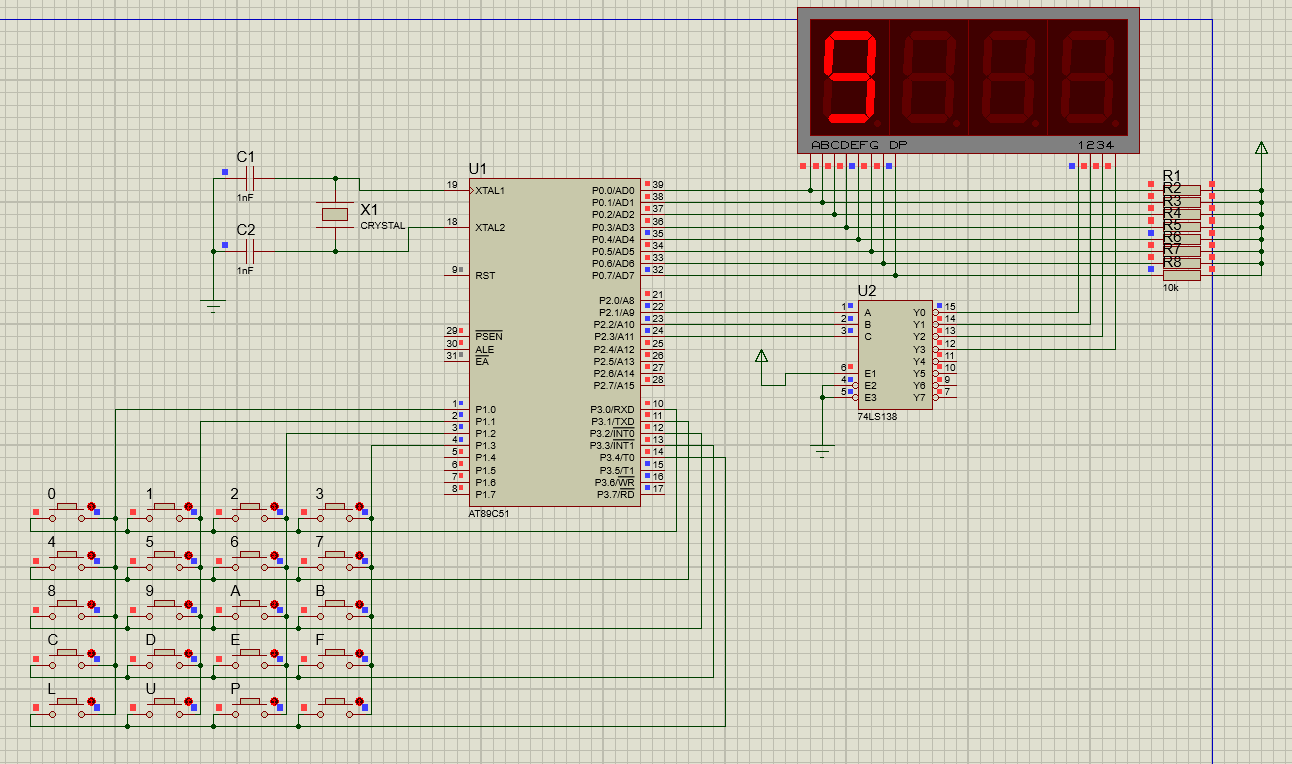 9
ABCDEFG DP
1234
C1
1nF
X1
CRYSTAL
C2
1nF
U1
19
XTAL1
18
XTAL2
9
RST
29
PSEN
30
ALE
31
EA
1
P1.0
2
P1.1
3
P1.2
4
P1.3
5
P1.4
6
P1.5
7
P1.6
8
P1.7
P0.0/AD0
39
P0.1/AD1
38
P0.2/AD2
37
P0.3/AD3
36
P0.4/AD4
35
P0.5/AD5
34
P0.6/AD6
33
P0.7/AD7
32
P2.0/A8
21
P2.1/A9
22
P2.2/A10
23
P2.3/A11
24
P2.4/A12
25
P2.5/A13
26
P2.6/A14
27
P2.7/A15
28
P3.0/RXD
10
P3.1/TXD
11
P3.2/INT0
12
P3.3/INT1
13
P3.4/T0
14
P3.5/T1
15
P3.6/WR
16
P3.7/RD
17
AT89C51
U2
1
A
2
B
3
C
6
E1
4
E2
5
E3
Y0
15
Y1
14
Y2
13
Y3
12
Y4
11
Y5
10
Y6
9
Y7
7
74LS138
R1
R2
R3
R4
R5
R6
R7
R8
10k
0 1 2 3
4 5 6 7
8 9 A B
C D E F
L U P